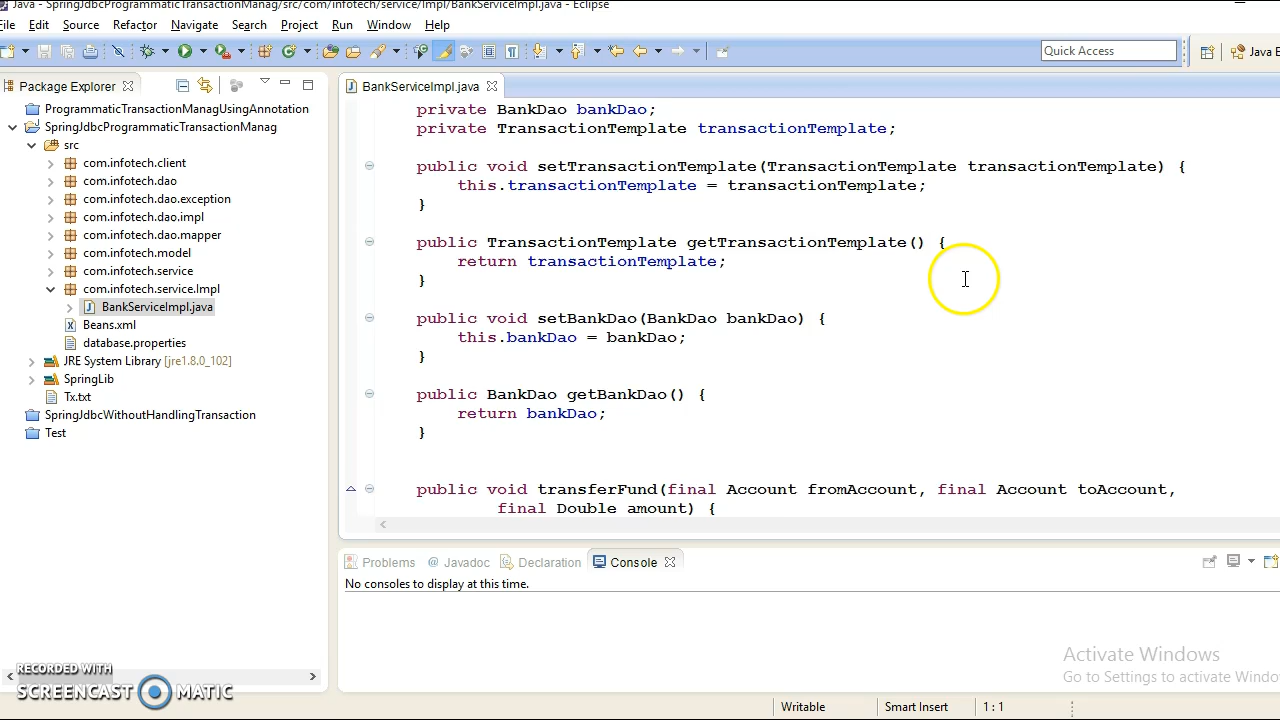 Java - SpringJdbcProgrammaticTransactionManag/src/com/infotech/service/Impl/BankServiceImpl.java - Eclipse
File Edit Source Refactor Navigate Search Project Run Window Help
Quick Access
Java E
Package Explorer
BankServiceImpl.java
ProgrammaticTransactionManagUsingAnnotation
SpringJdbcProgrammaticTransactionManag
src
com.infotech.client
com.infotech.dao
com.infotech.dao.exception
com.infotech.dao.impl
com.infotech.dao.mapper
com.infotech.model
com.infotech.service
com.infotech.service.Impl
BankServiceImpl.java
Beans.xml
database.properties
JRE System Library [jre1.8.0_102]
SpringLib
Tx.txt
SpringJdbcWithoutHandlingTransaction
Test
private BankDao bankDao;
private TransactionTemplate transactionTemplate;
public void setTransactionTemplate(TransactionTemplate transactionTemplate) {
this.transactionTemplate = transactionTemplate;
}
public TransactionTemplate getTransactionTemplate() {
return transactionTemplate;
}
public void setBankDao(BankDao bankDao) {
this.bankDao = bankDao;
}
public BankDao getBankDao() {
return bankDao;
}
public void transferFund(final Account fromAccount, final Account toAccount,
final Double amount) {
Problems @ Javadoc Declaration Console
No consoles to display at this time.
Activate Windows
Go to Settings to activate Windo
RECORDED WITH
SCREENCAST MATIC
Writable Smart Insert 1 : 1